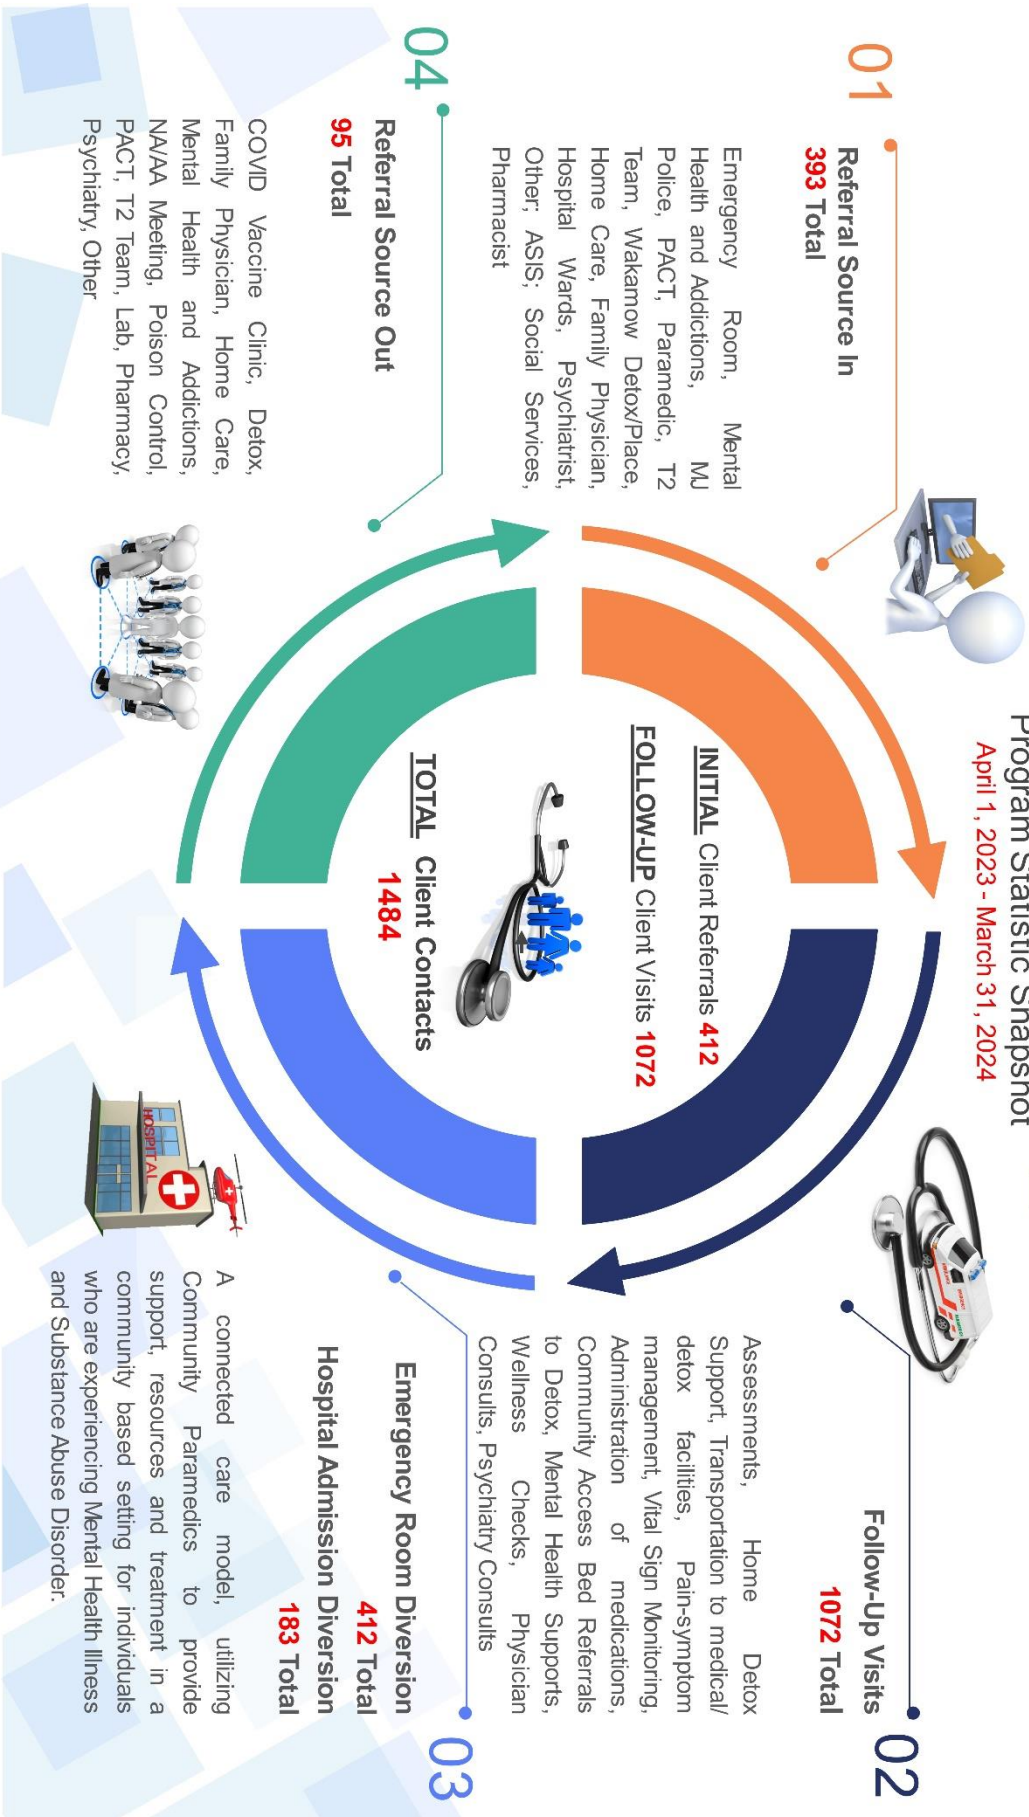 Program Statistic Snapshot
April 1, 2023 - March 31, 2024
01
Referral Source In
393 Total
Emergency Room, Mental
Health and Addictions, MJ
Police, PACT, Paramedic, T2
Team, Wakamow Detox/Place,
Home Care, Family Physician,
Hospital Wards, Psychiatrist,
Other; ASIS; Social Services,
Pharmacist
02
Follow-Up Visits
1072 Total
Assessments, Home Detox
Support, Transportation to medical/
detox facilities, Pain-symptom
management, Vital Sign Monitoring,
Administration of medications,
Community Access Bed Referrals
to Detox, Mental Health Supports,
Wellness Checks, Physician
Consults, Psychiatry Consults
INITIAL Client Referrals 412
FOLLOW-UP Client Visits 1072
TOTAL Client Contacts
1484
04
Referral Source Out
95 Total
COVID Vaccine Clinic, Detox,
Family Physician, Home Care,
Mental Health and Addictions,
NA/AA Meeting, Poison Control,
PACT, T2 Team, Lab, Pharmacy,
Psychiatry, Other
03
Emergency Room Diversion
412 Total
Hospital Admission Diversion
183 Total
A connected care model, utilizing
Community Paramedics to provide
support, resources and treatment in a
community based setting for individuals
who are experiencing Mental Health Illness
and Substance Abuse Disorder.
HOSPITAL